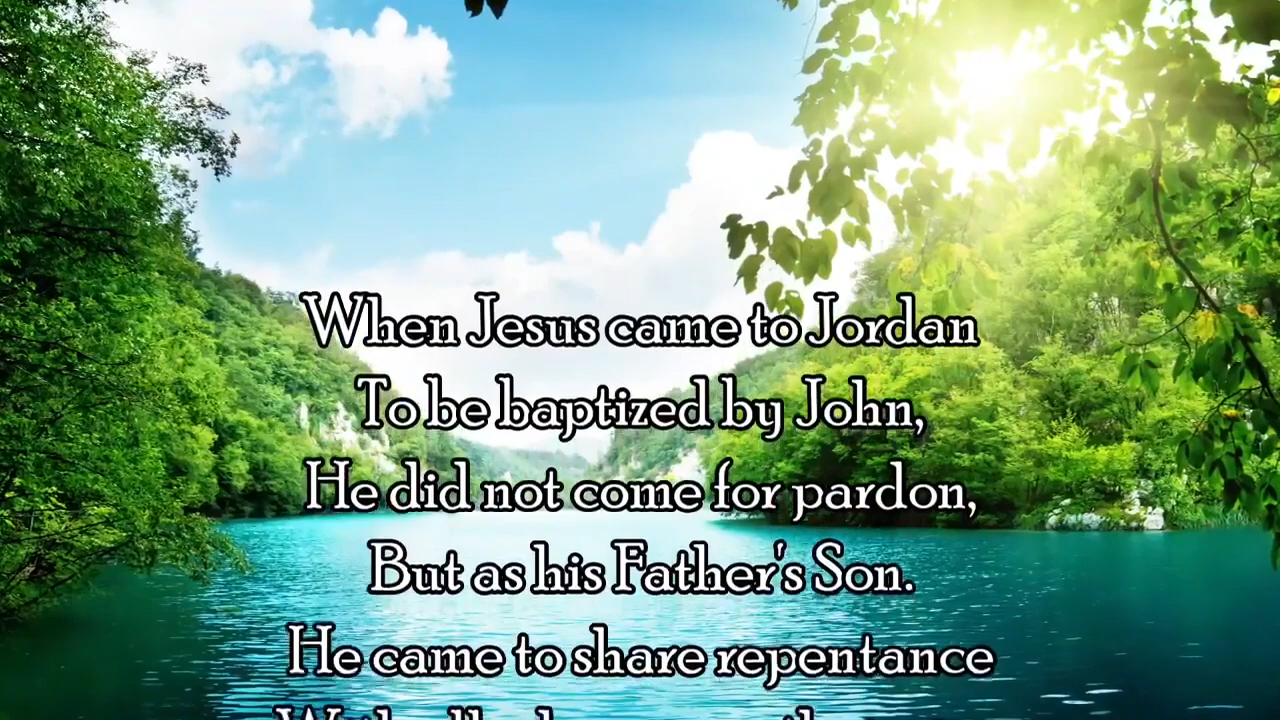 When Jesus came to Jordan
To be baptized by John,
He did not come for pardon,
But as his Father's Son.
He came to share repentance